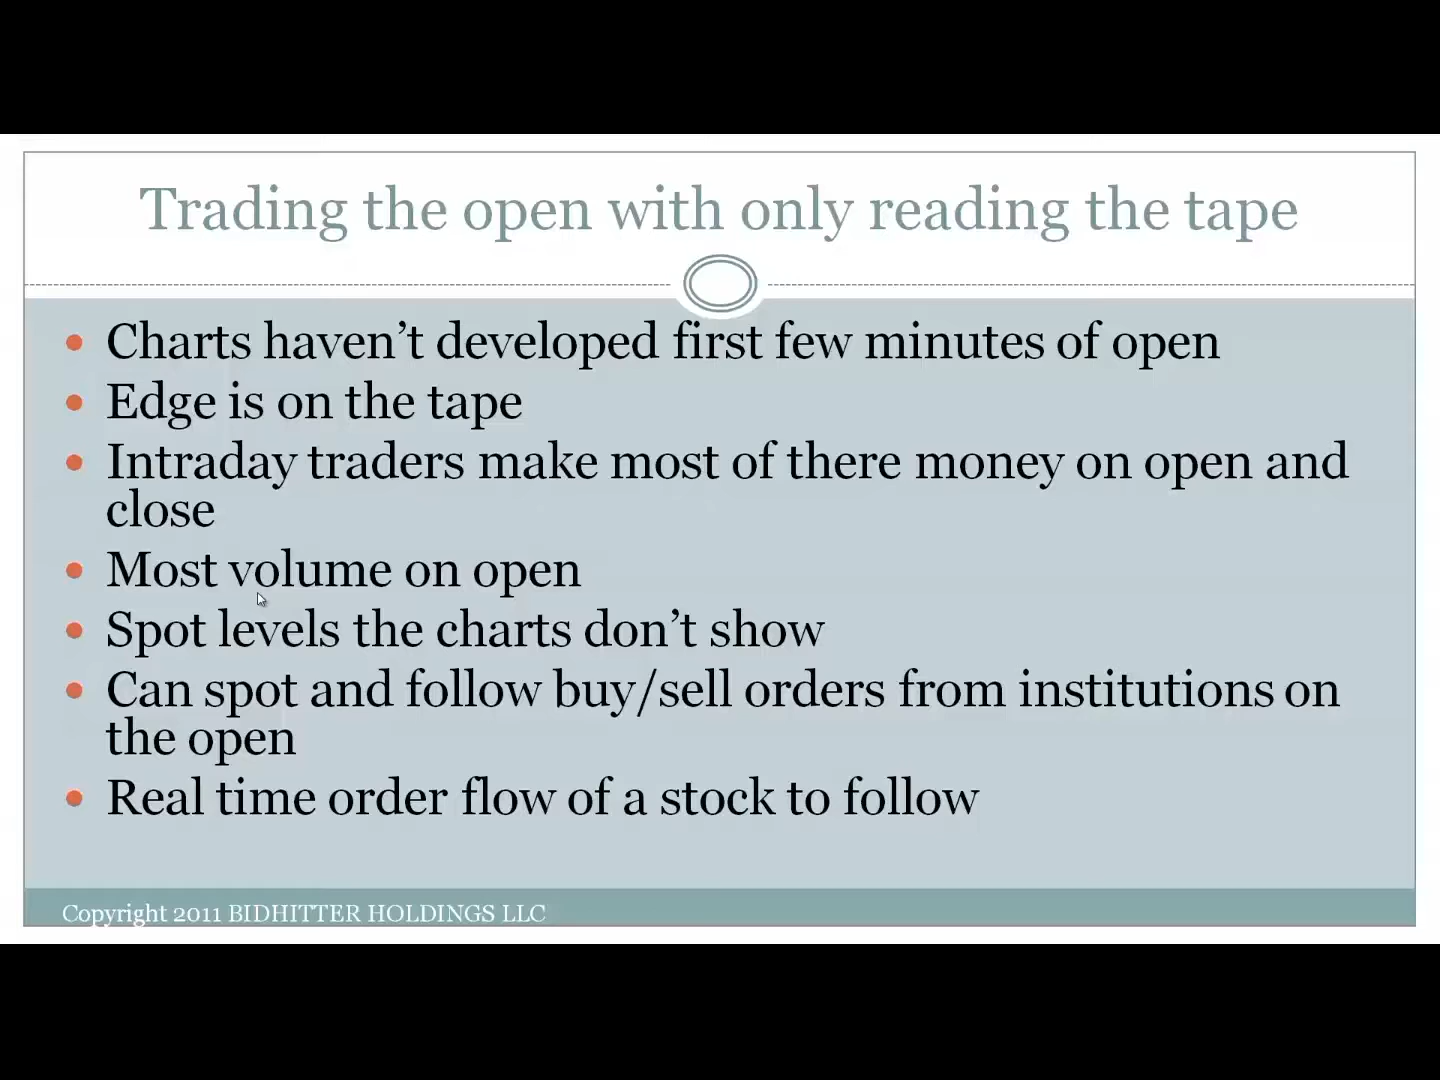 Trading the open with only reading the tape
Charts haven’t developed first few minutes of open
Edge is on the tape
Intraday traders make most of there money on open and
close
Most volume on open
Spot levels the charts don’t show
Can spot and follow buy/sell orders from institutions on
the open
Real time order flow of a stock to follow
Copyright 2011 BIDHITTER HOLDINGS LLC